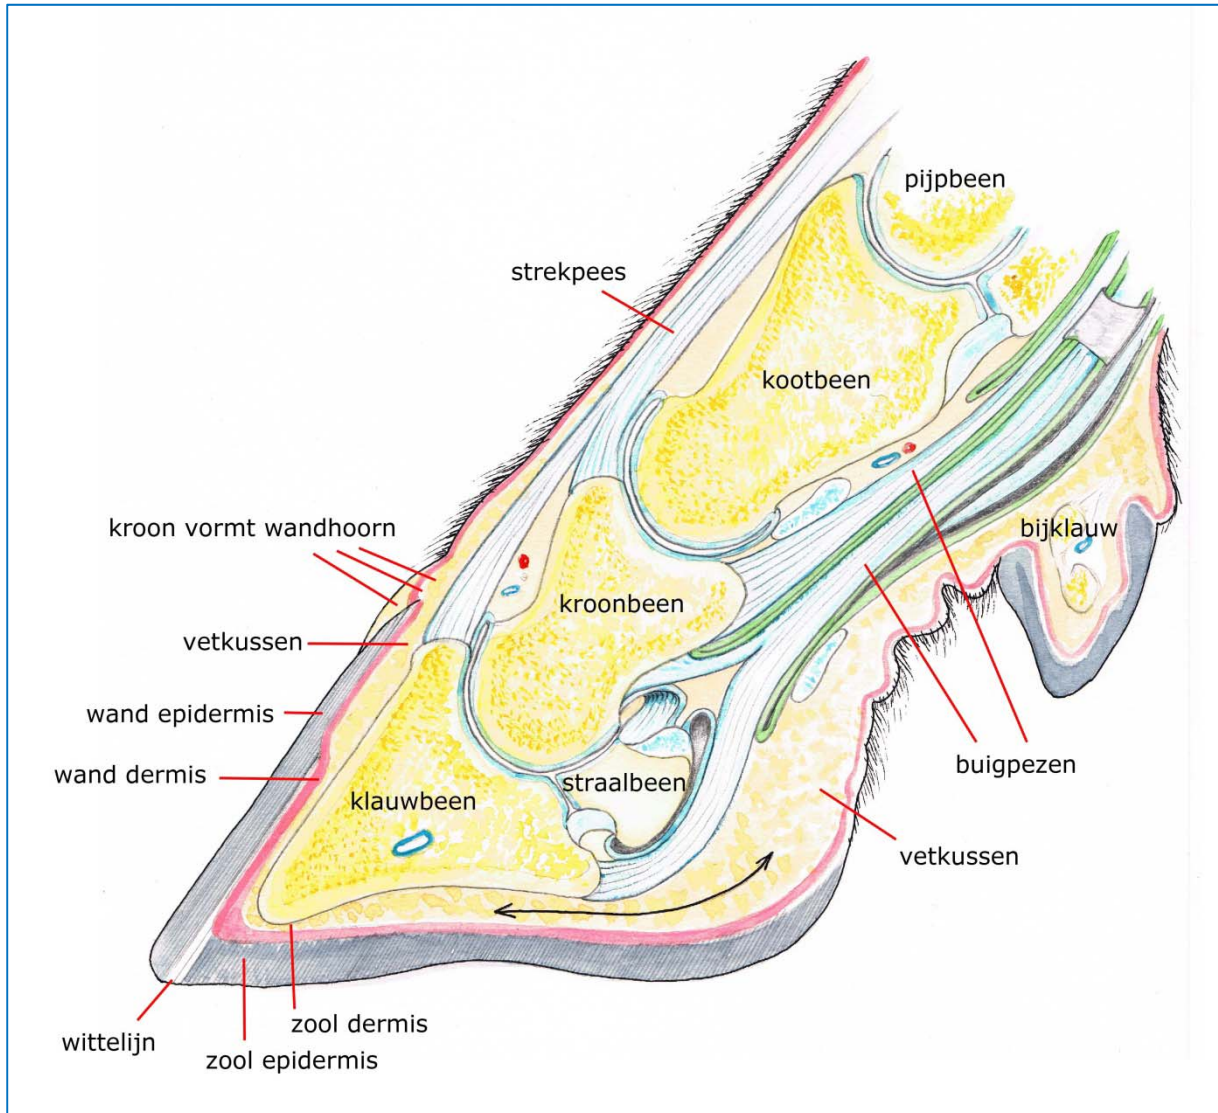 pijpbeen
strekpees
kootbeen
kroon vormt wandhoorn
bijklauw
kroonbeen
vetkussen
wand epidermis
wand dermis
buigpezen
straalbeen
klauwbeen
vetkussen
zool dermis
wittelijn
zool epidermis